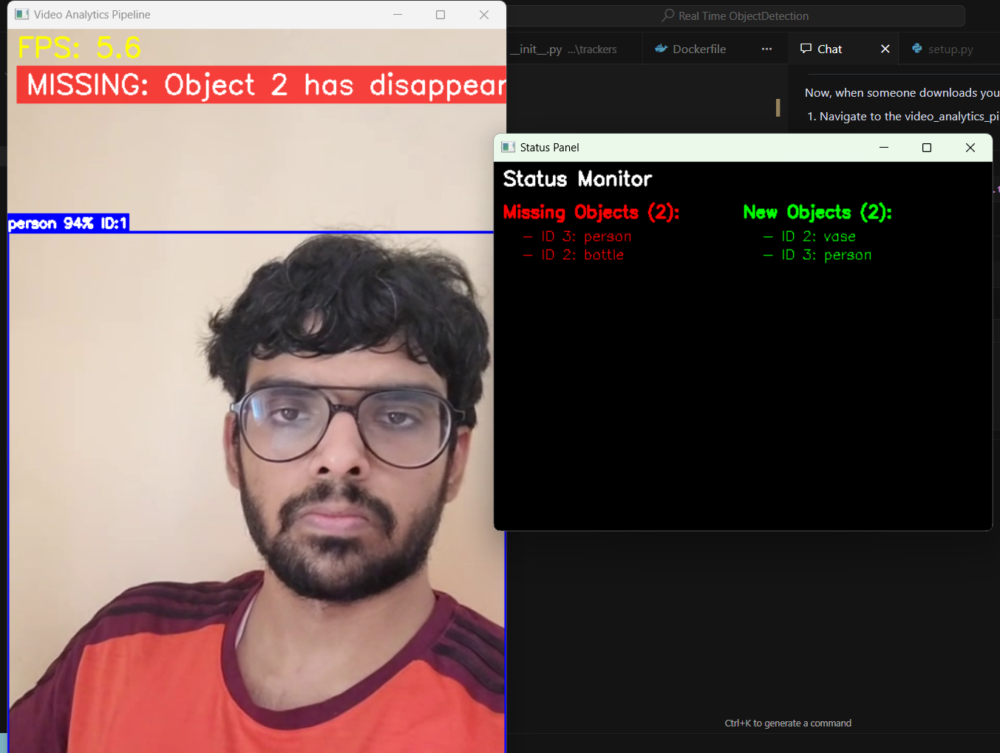 Video Analytics Pipeline
FPS: 5.6
MISSING: Object 2 has disappear
person 94% ID:1
Real Time ObjectDetection
__init__.py ...\trackers
Dockerfile
Chat
setup.py
Now, when someone downloads you
1. Navigate to the video_analytics_pi
Status Panel
Status Monitor
Missing Objects (2):
- ID 3: person
- ID 2: bottle
New Objects (2):
- ID 2: vase
- ID 3: person
Ctrl+K to generate a command